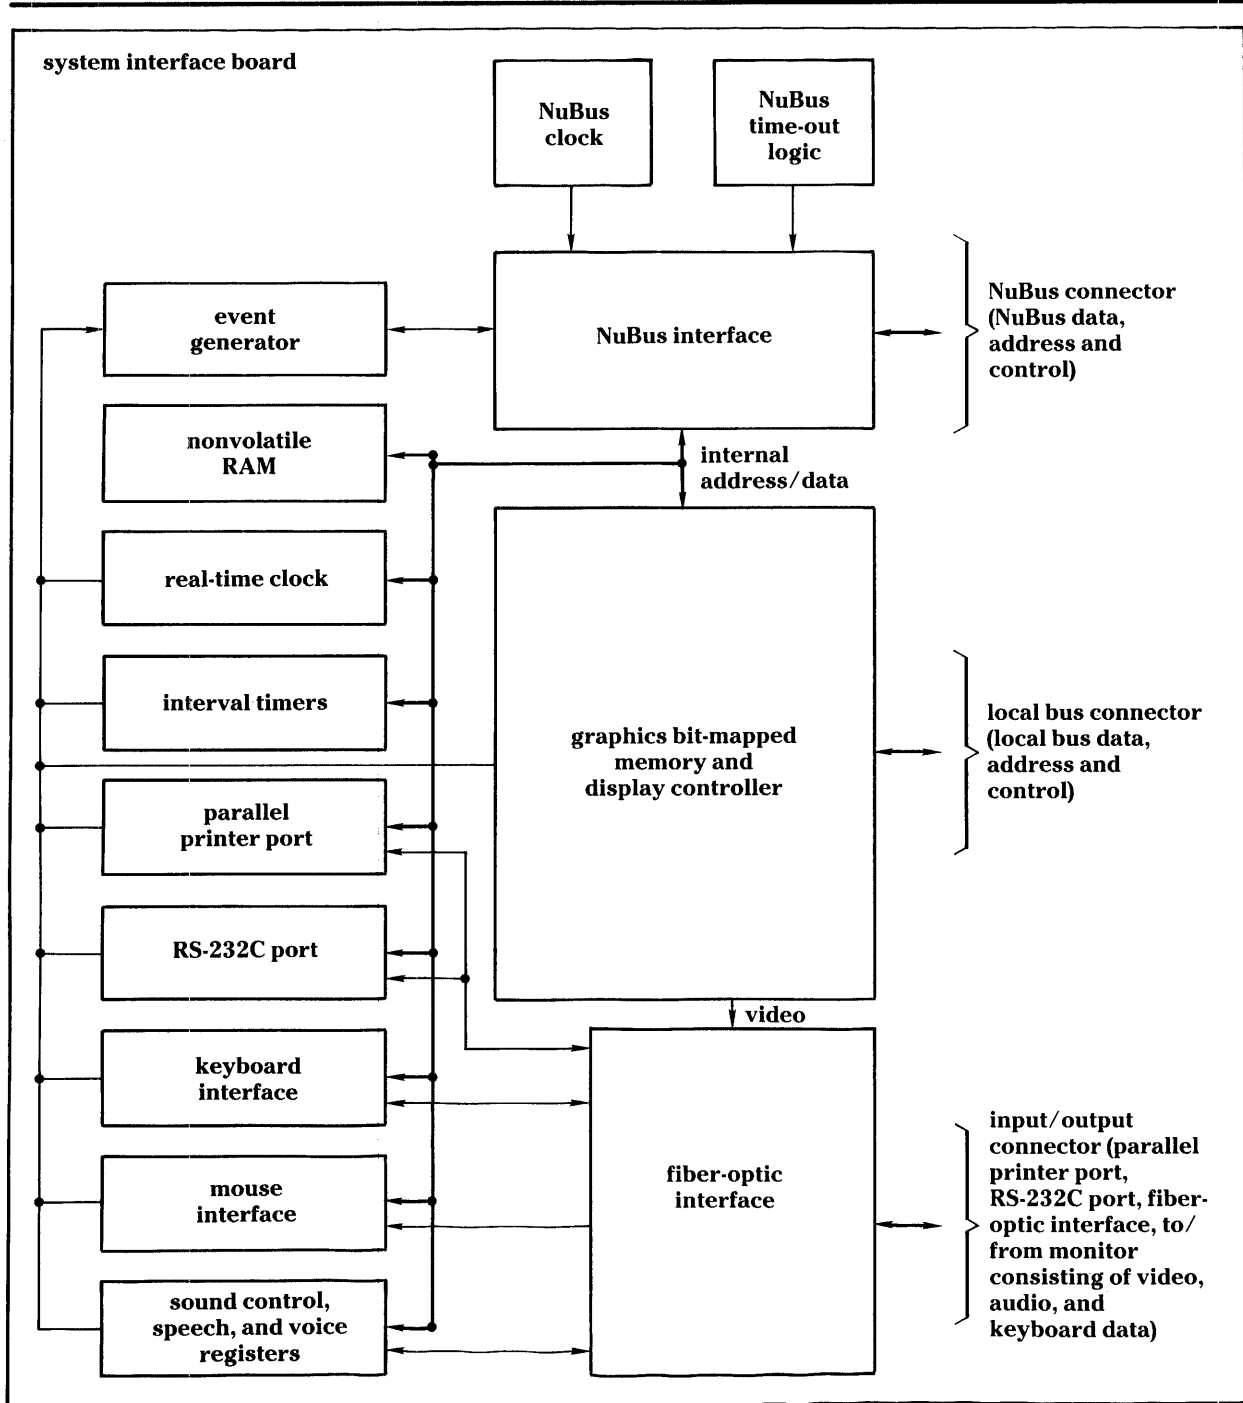 system interface board
NuBus
clock
NuBus
time-out
logic
event
generator
NuBus interface
NuBus connector
(NuBus data,
address and
control)
nonvolatile
RAM
internal
address/data
real-time clock
interval timers
graphics bit-mapped
memory and
display controller
local bus connector
(local bus data,
address and
control)
parallel
printer port
RS-232C port
video
keyboard
interface
fiber-optic
interface
input/output
connector (parallel
printer port,
RS-232C port, fiber-
optic interface, to/
from monitor
consisting of video,
audio, and
keyboard data)
mouse
interface
sound control,
speech, and voice
registers